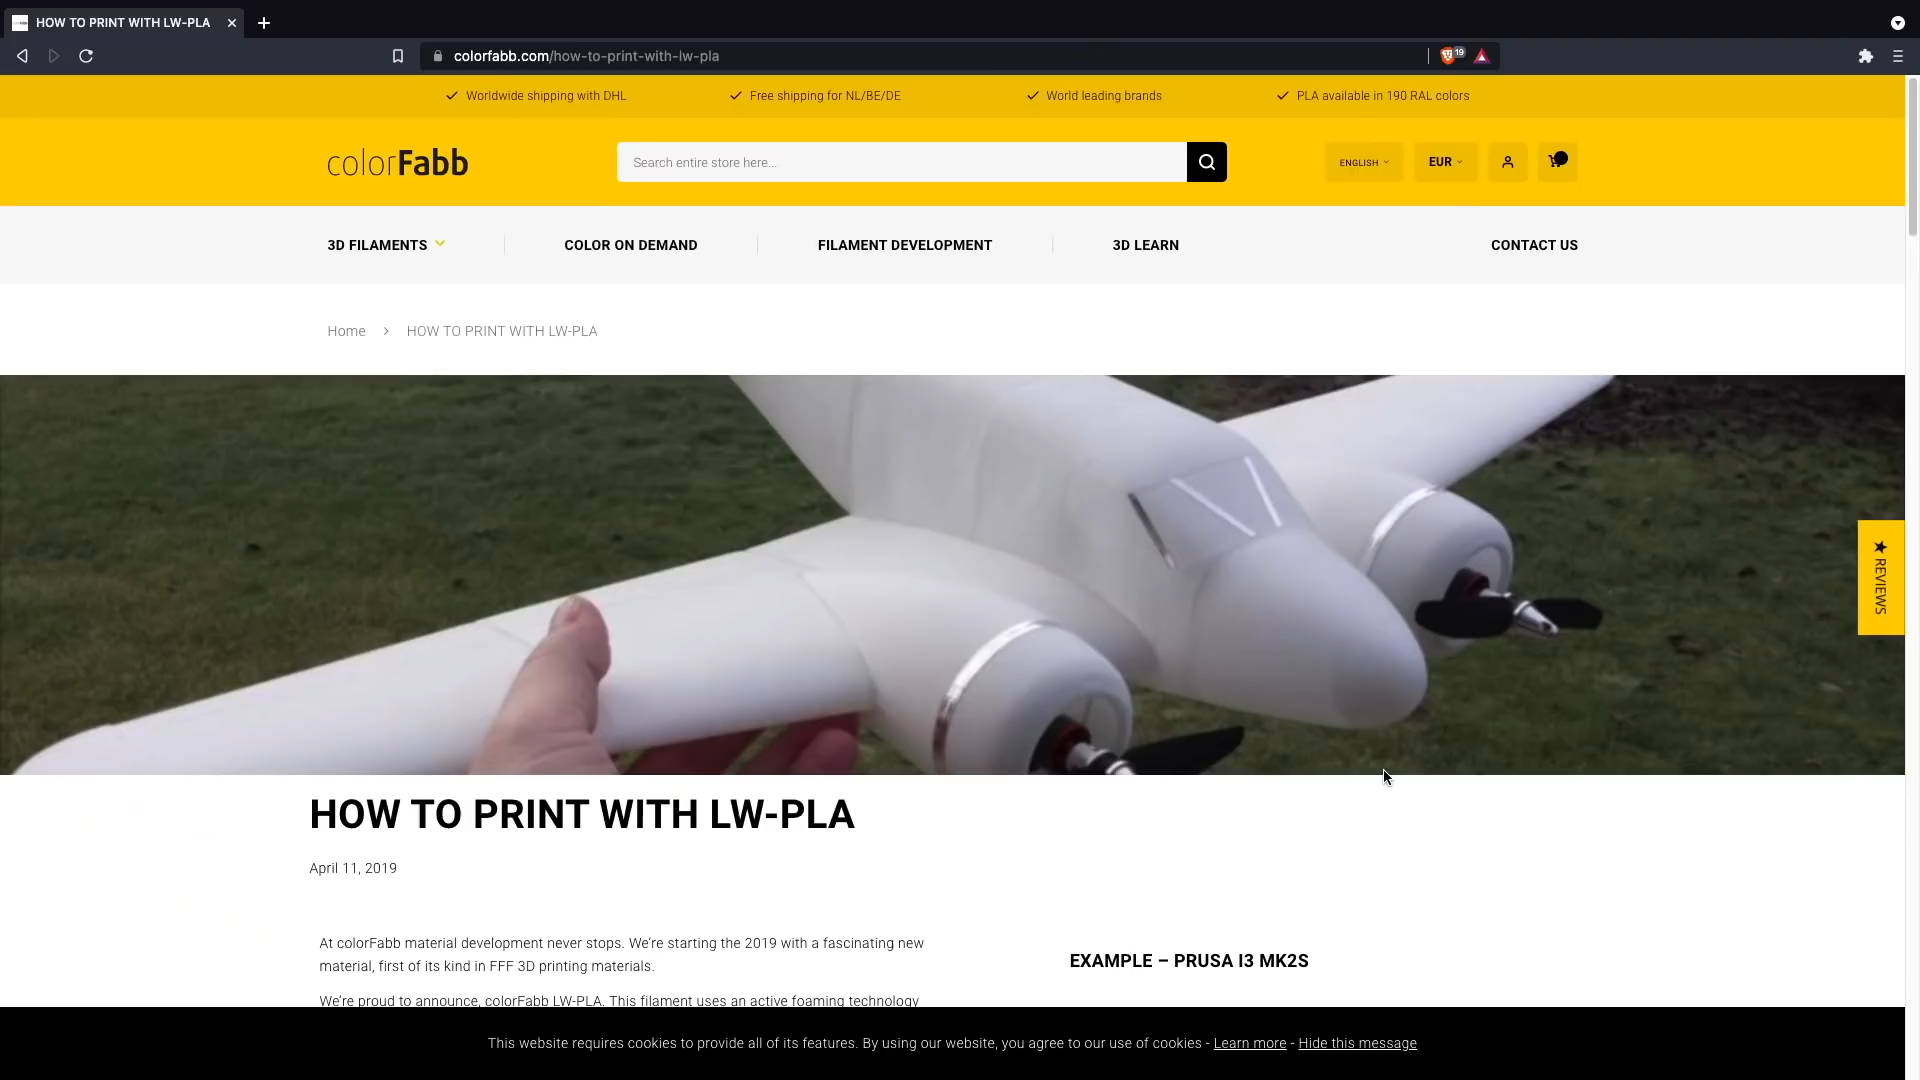 HOW TO PRINT WITH LW-PLA
colorfabb.com/how-to-print-with-lw-pla
19
Worldwide shipping with DHL
Free shipping for NL/BE/DE
World leading brands
PLA available in 190 RAL colors
colorFabb
Search entire store here...
ENGLISH
EUR
3D FILAMENTS
COLOR ON DEMAND
FILAMENT DEVELOPMENT
3D LEARN
CONTACT US
Home > HOW TO PRINT WITH LW-PLA
★ REVIEWS
HOW TO PRINT WITH LW-PLA
April 11, 2019
At colorFabb material development never stops. We’re starting the 2019 with a fascinating new
material, first of its kind in FFF 3D printing materials.
We’re proud to announce, colorFabb LW-PLA. This filament uses an active foaming technology
EXAMPLE – PRUSA I3 MK2S
This website requires cookies to provide all of its features. By using our website, you agree to our use of cookies - Learn more - Hide this message